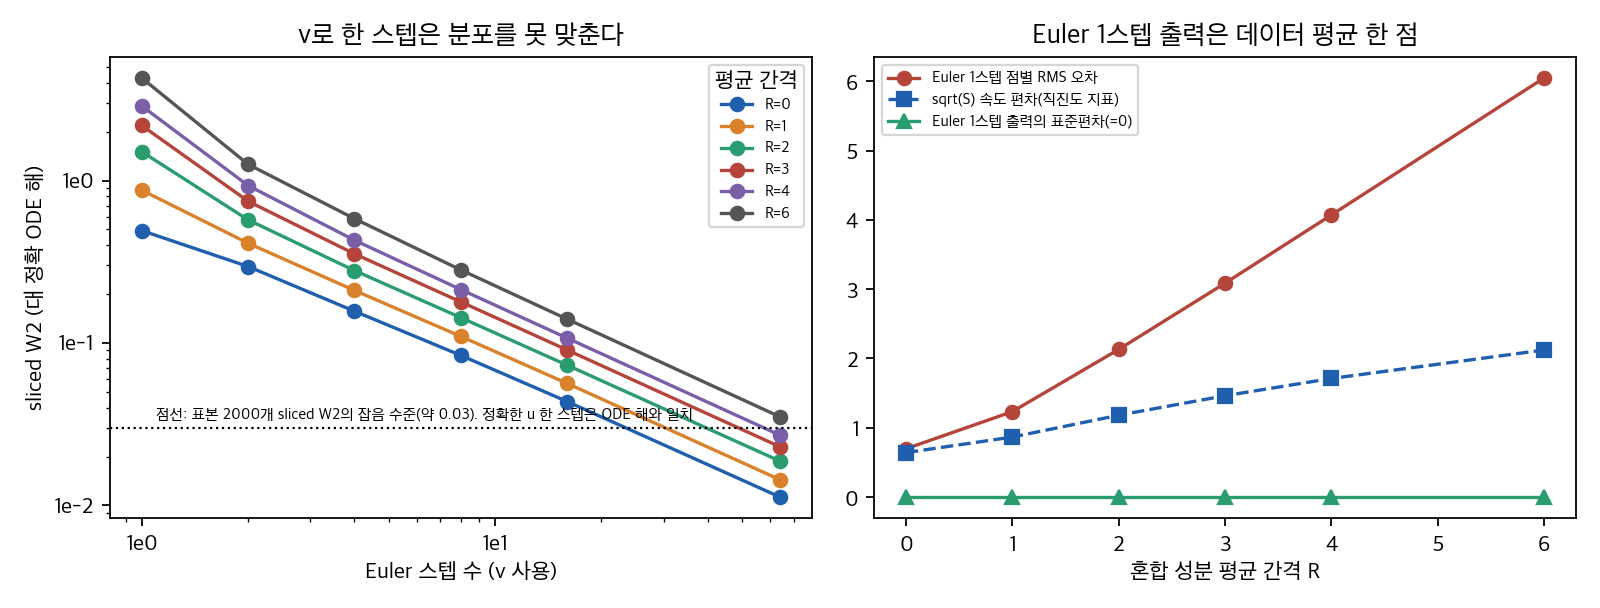 v로 한 스텝은 분포를 못 맞춘다
sliced W2 (대 정확 ODE 해)
1e0
1e−1
1e−2
평균 간격
R=0
R=1
R=2
R=3
R=4
R=6
점선: 표본 2000개 sliced W2의 잡음 수준(약 0.03). 정확한 u 한 스텝은 ODE 해와 일치
1e0
1e1
Euler 스텝 수 (v 사용)
Euler 1스텝 출력은 데이터 평균 한 점
Euler 1스텝 점별 RMS 오차
sqrt(S) 속도 편차(직진도 지표)
Euler 1스텝 출력의 표준편차(=0)
6
5
4
3
2
1
0
0
1
2
3
4
5
6
혼합 성분 평균 간격 R